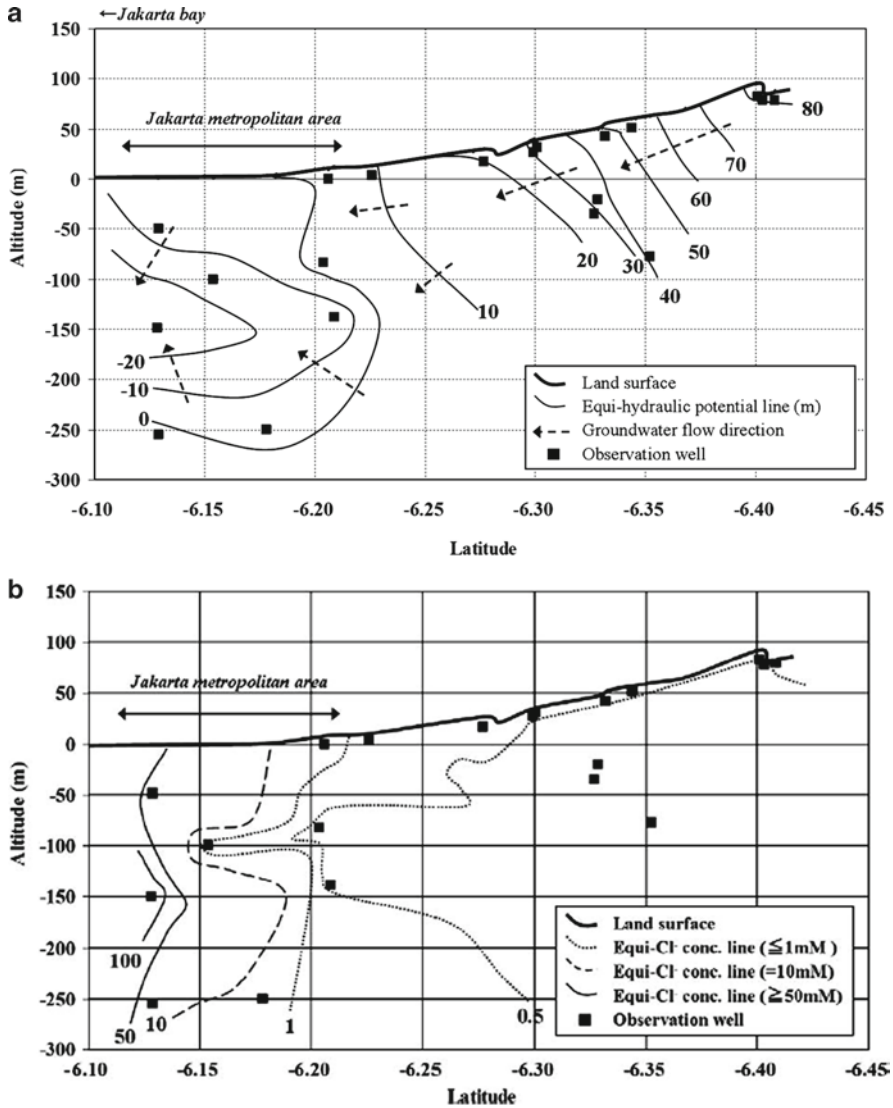 a
←Jakarta bay
150
100
50
0
-50
-100
-150
-200
-250
-300
Altitude (m)
Jakarta metropolitan area
80
70
60
50
40
30
20
10
-20
-10
0
Land surface
Equi-hydraulic potential line (m)
Groundwater flow direction
Observation well
-6.10 -6.15 -6.20 -6.25 -6.30 -6.35 -6.40 -6.45
Latitude
b
150
100
50
0
-50
-100
-150
-200
-250
-300
Altitude (m)
Jakarta metropolitan area
100
50
10
1
0.5
Land surface
Equi-Cl- conc. line (≦1mM )
Equi-Cl- conc. line (=10mM)
Equi-Cl- conc. line (≧50mM)
Observation well
-6.10 -6.15 -6.20 -6.25 -6.30 -6.35 -6.40 -6.45
Latitude